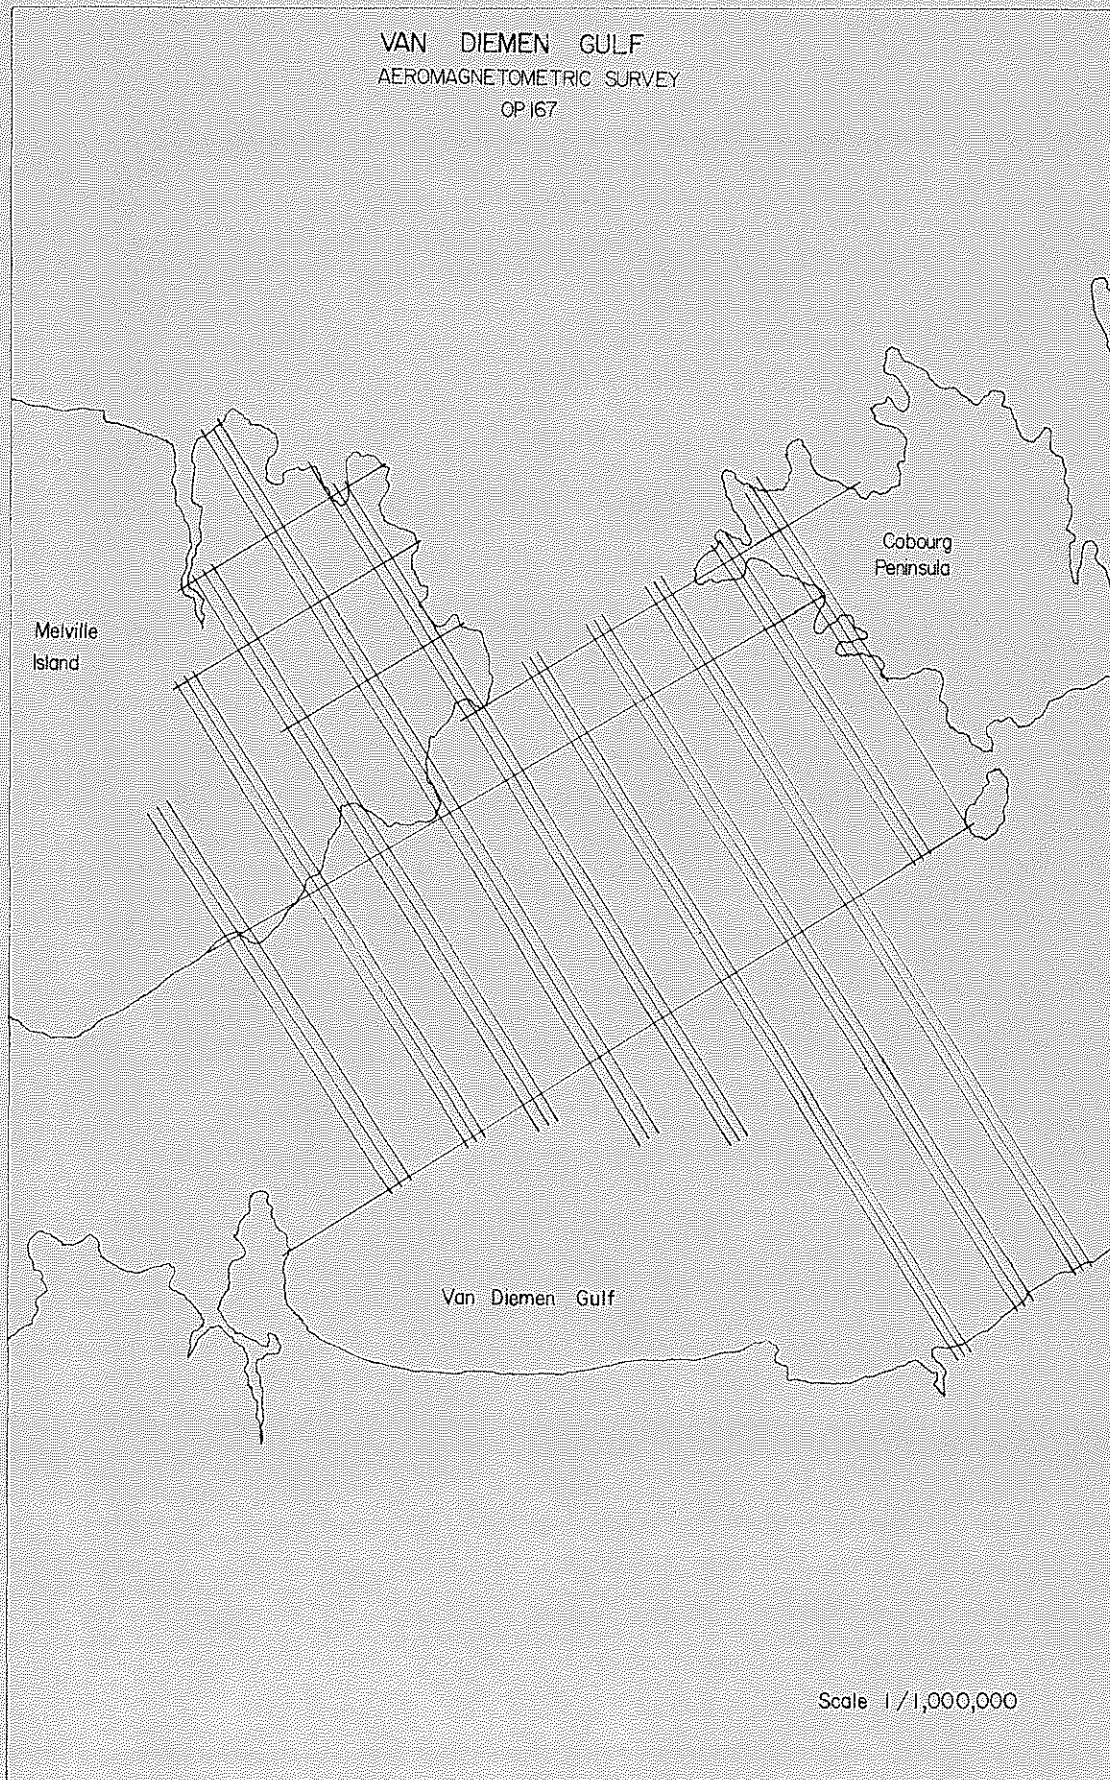 VAN DIEMEN GULF
AEROMAGNETOMETRIC SURVEY
OP 167
Cobourg
Peninsula
Melville
Island
Van Diemen Gulf
Scale 1/1,000,000